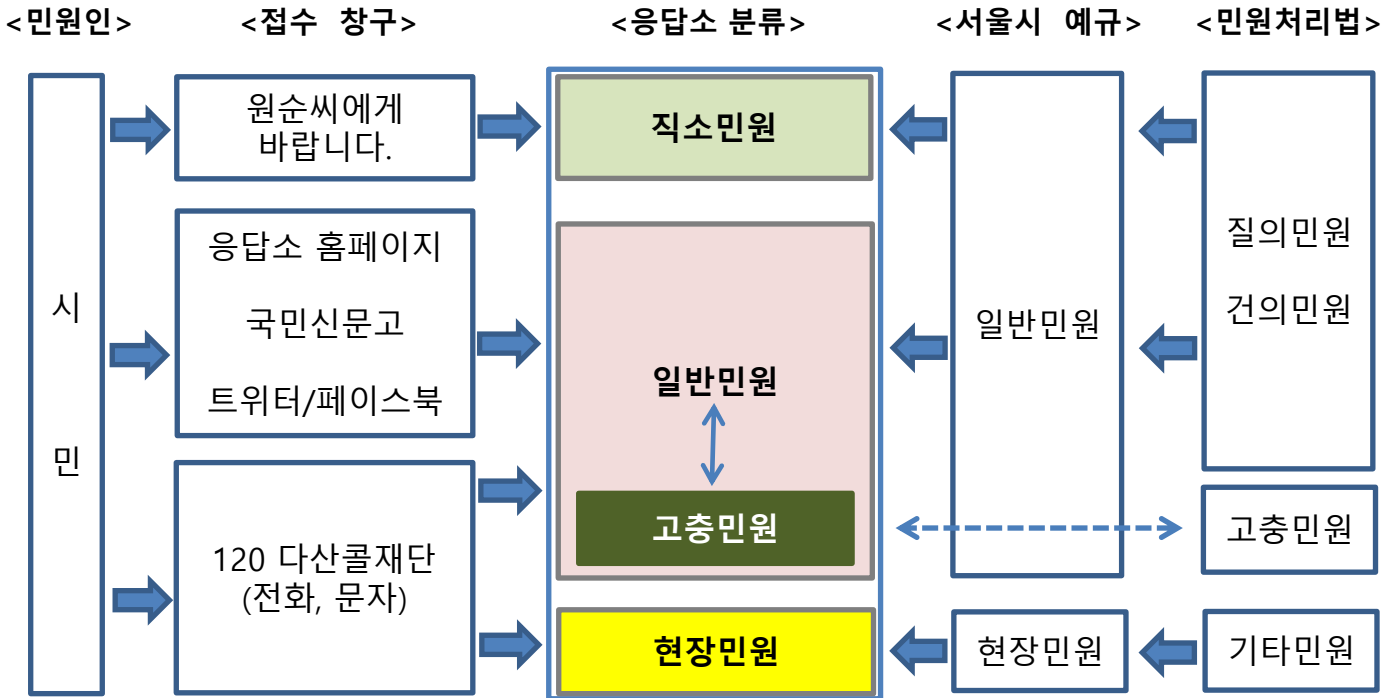 <민원인>
<접수 창구>
<응답소 분류>
<서울시 예규>
<민원처리법>
시
민
원순씨에게
바랍니다.
응답소 홈페이지
국민신문고
트위터/페이스북
120 다산콜재단
(전화, 문자)
직소민원
일반민원
고충민원
현장민원
일반민원
현장민원
질의민원
건의민원
고충민원
기타민원